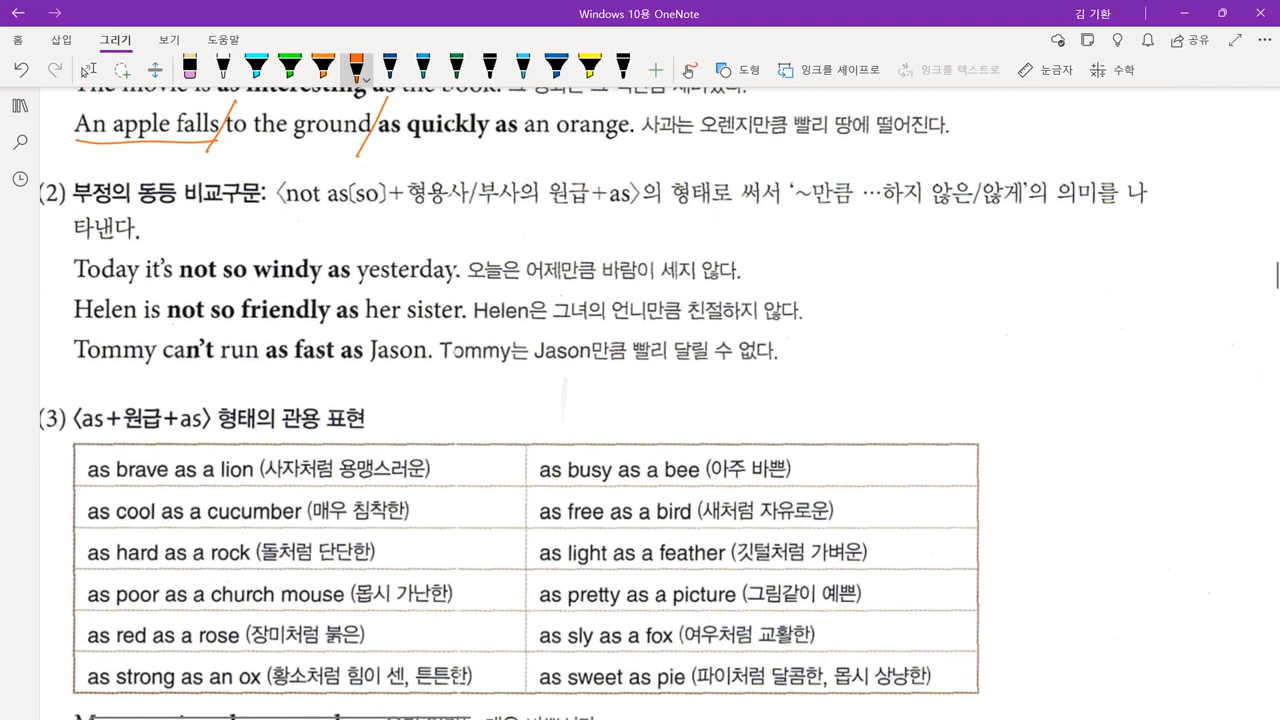 Windows 10용 OneNote
김 기환
홈 삽입 그리기 보기 도움말
공유
도형 잉크를 셰이프로 잉크를 텍스트로 눈금자 수학
The movie is as interesting as the book.
An apple falls to the ground as quickly as an orange. 사과는 오렌지만큼 빨리 땅에 떨어진다.
(2) 부정의 동등 비교구문: 〈not as(so)+형용사/부사의 원급+as〉의 형태로 써서 ‘~만큼 …하지 않은/않게’의 의미를 나
타낸다.
Today it’s not so windy as yesterday. 오늘은 어제만큼 바람이 세지 않다.
Helen is not so friendly as her sister. Helen은 그녀의 언니만큼 친절하지 않다.
Tommy can’t run as fast as Jason. Tommy는 Jason만큼 빨리 달릴 수 없다.
(3) 〈as+원급+as〉 형태의 관용 표현
as brave as a lion (사자처럼 용맹스러운) as busy as a bee (아주 바쁜)
as cool as a cucumber (매우 침착한) as free as a bird (새처럼 자유로운)
as hard as a rock (돌처럼 단단한) as light as a feather (깃털처럼 가벼운)
as poor as a church mouse (몹시 가난한) as pretty as a picture (그림같이 예쁜)
as red as a rose (장미처럼 붉은) as sly as a fox (여우처럼 교활한)
as strong as an ox (황소처럼 힘이 센, 튼튼한) as sweet as pie (파이처럼 달콤한, 몹시 상냥한)